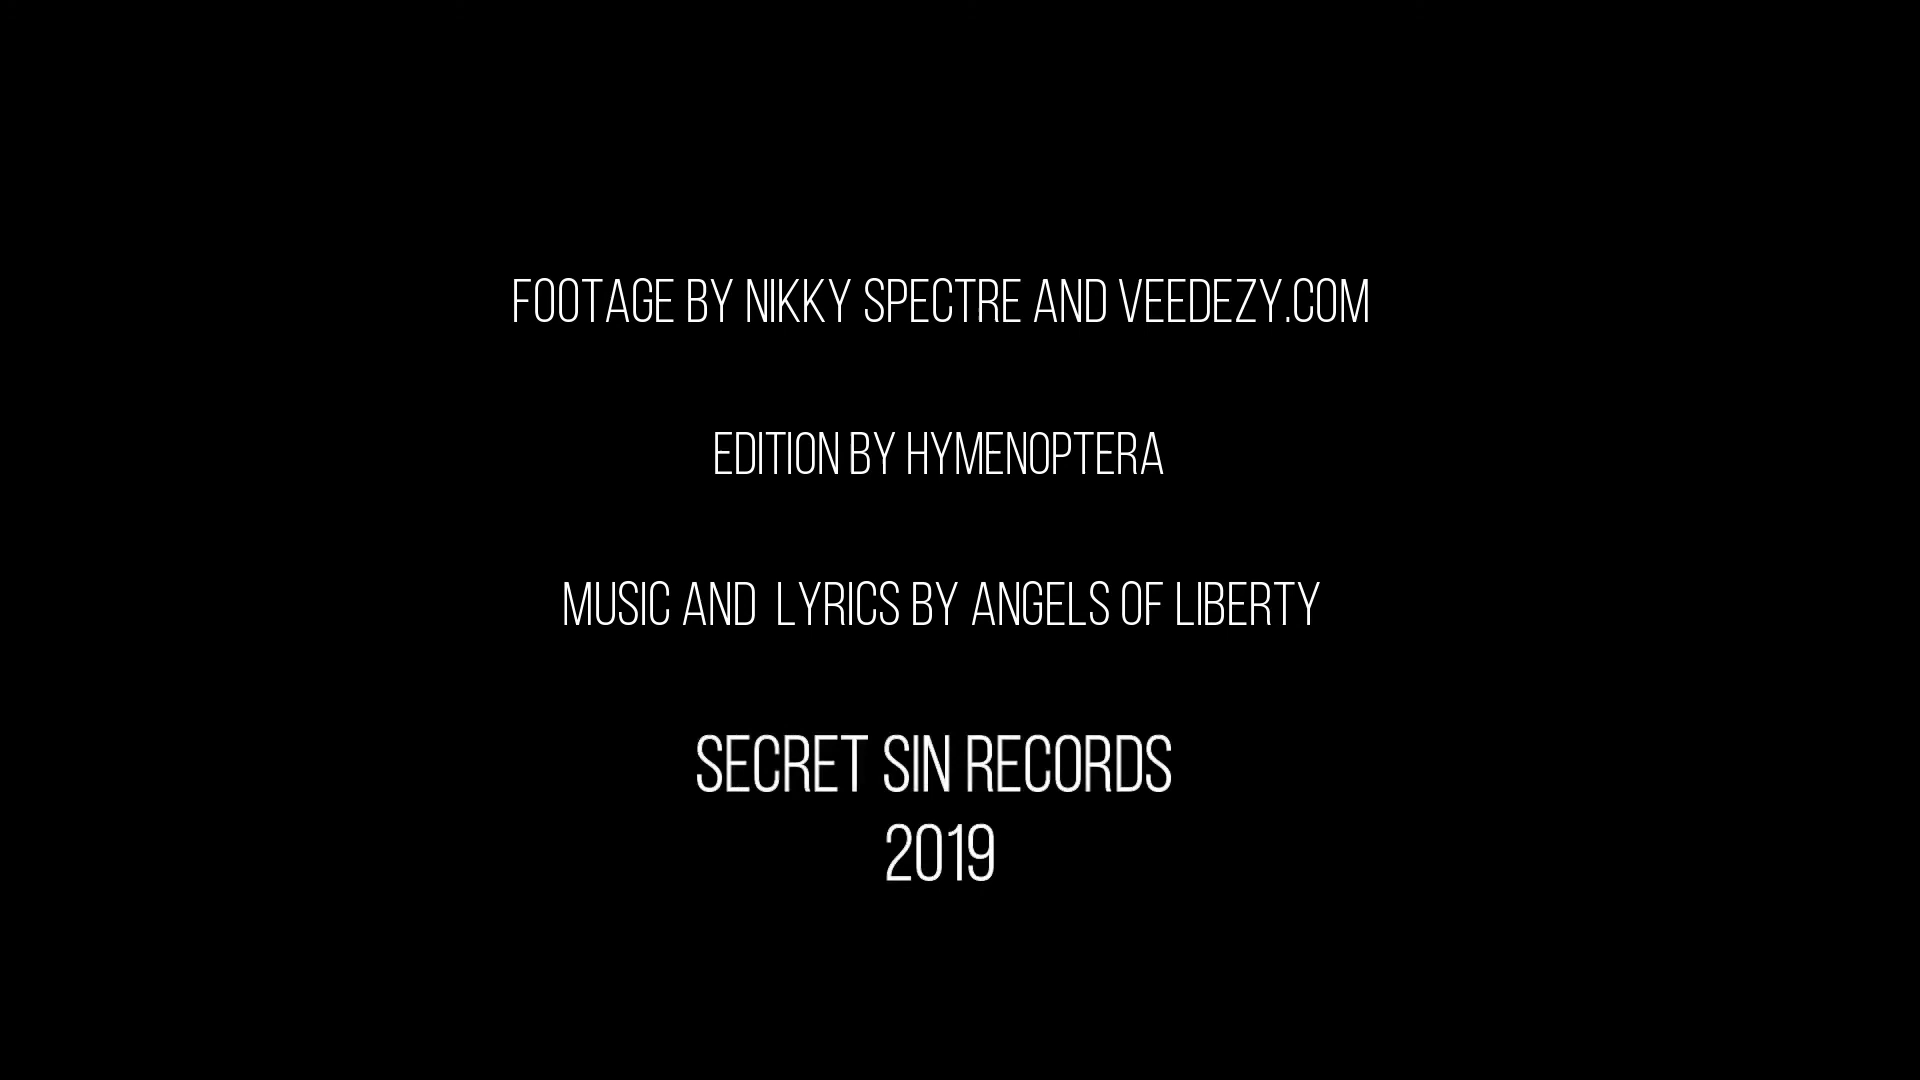 FOOTAGE BY NIKKY SPECTRE AND VEEDEZY.COM
EDITION BY HYMENOPTERA
MUSIC AND  LYRICS BY ANGELS OF LIBERTY
SECRET SIN RECORDS
2019